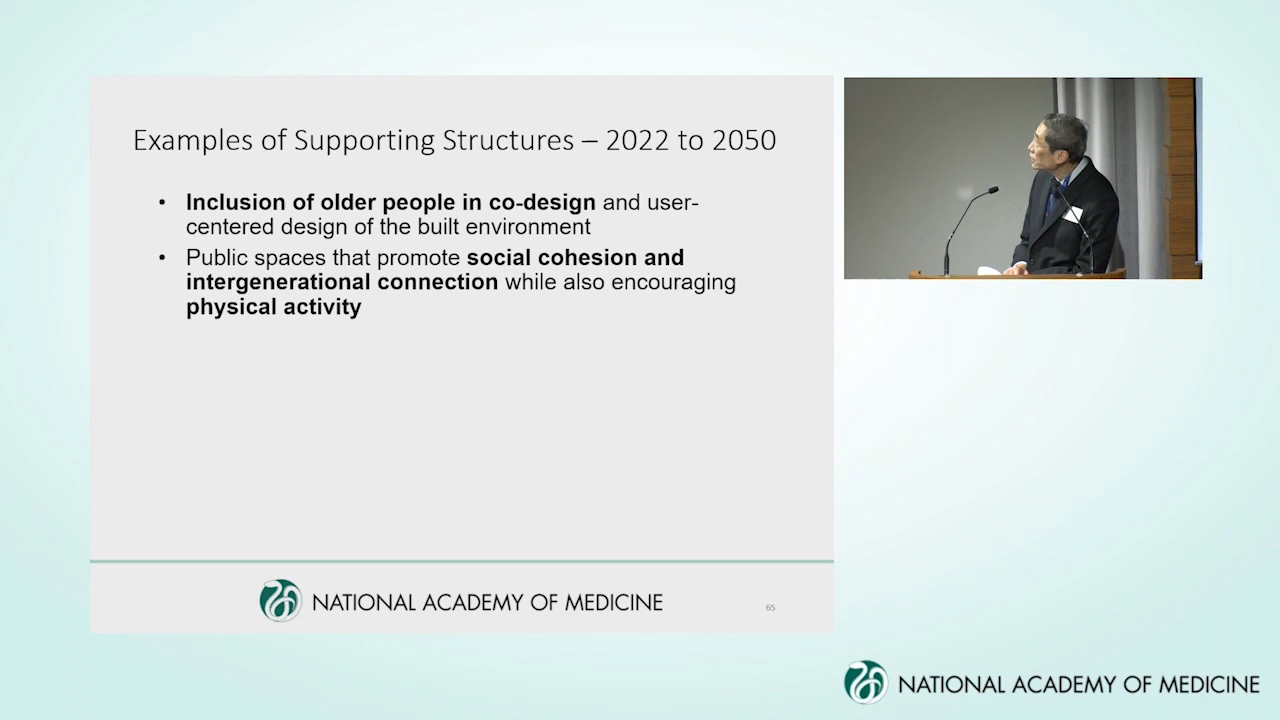 Examples of Supporting Structures – 2022 to 2050
• Inclusion of older people in co-design and user-
centered design of the built environment
• Public spaces that promote social cohesion and
intergenerational connection while also encouraging
physical activity
NATIONAL ACADEMY OF MEDICINE
65
NATIONAL ACADEMY OF MEDICINE